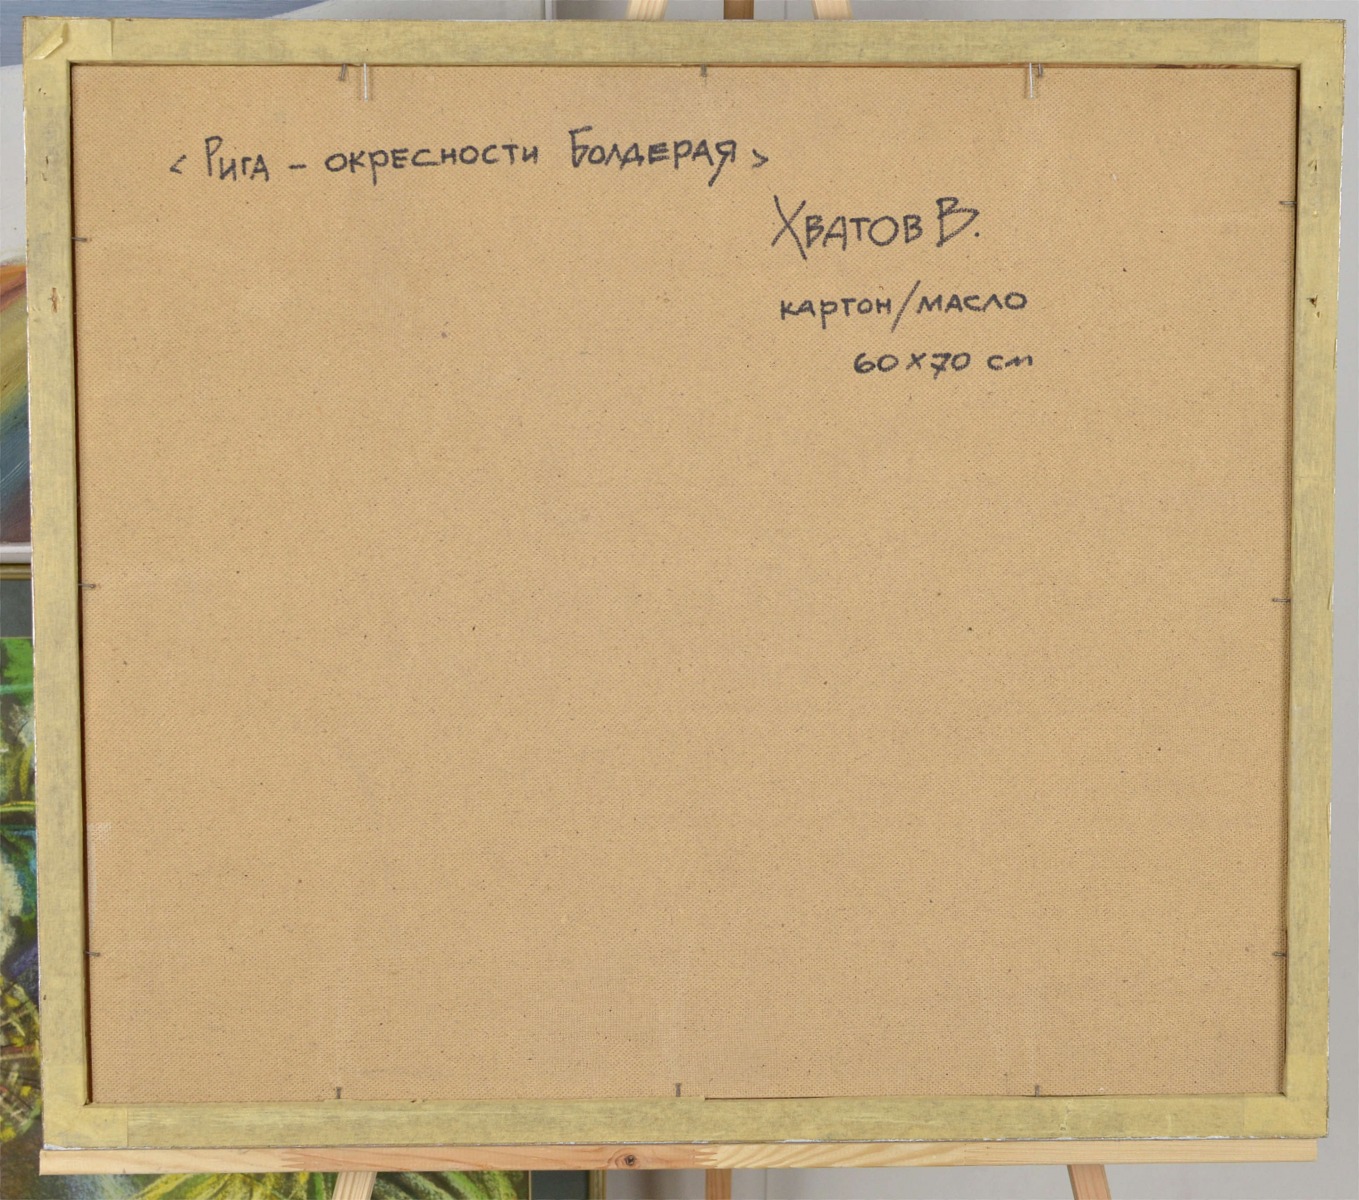 < Рига - окресности Болдерая >
Хватов В.
картон/масло
60х70 см